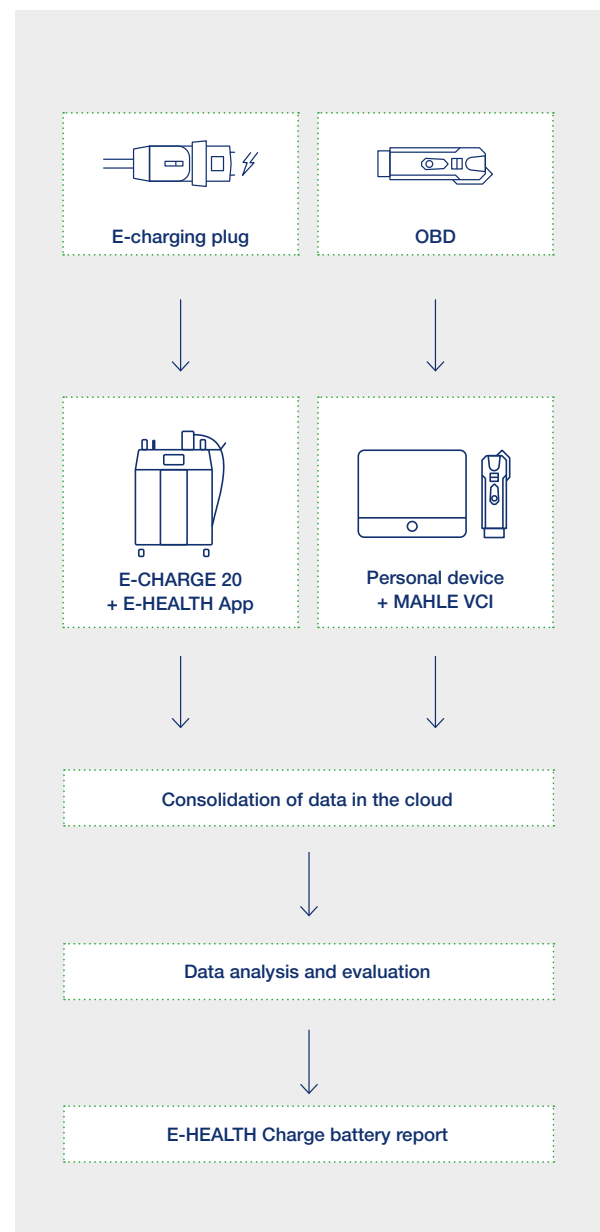 E-charging plug
OBD
E-CHARGE 20
+ E-HEALTH App
Personal device
+ MAHLE VCI
Consolidation of data in the cloud
Data analysis and evaluation
E-HEALTH Charge battery report